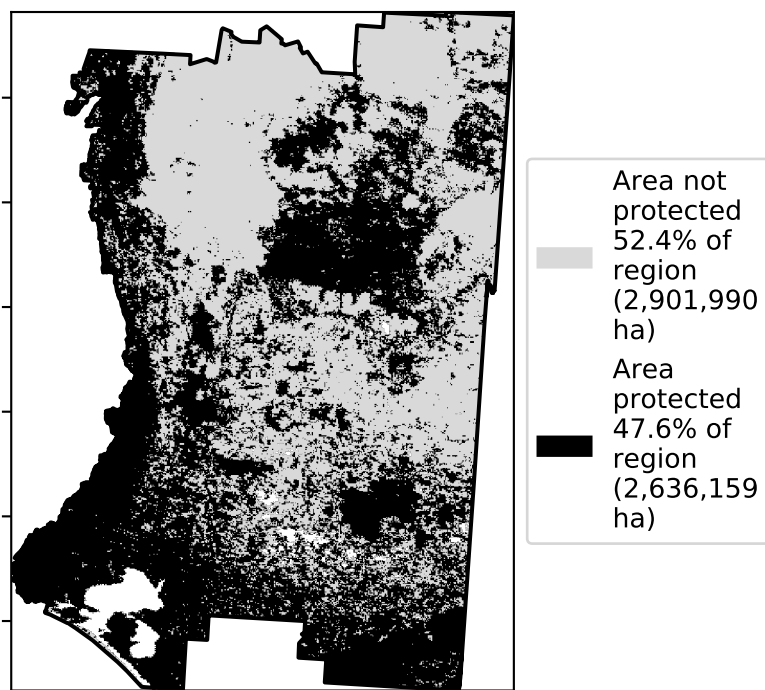 Area not
protected
52.4% of
region
(2,901,990
ha)
Area
protected
47.6% of
region
(2,636,159
ha)